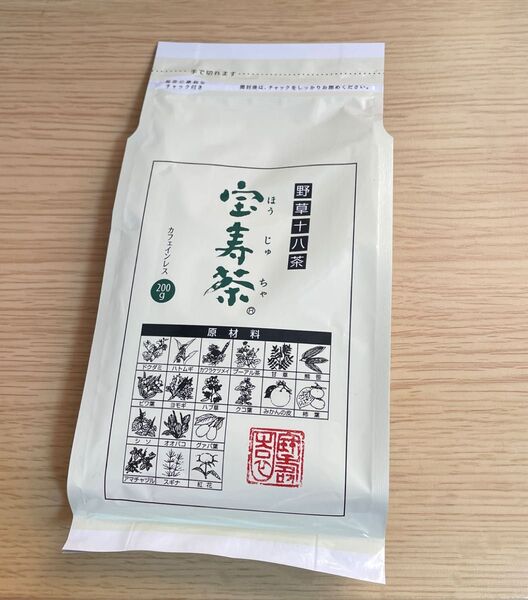 手で切れます
チャック付き
開封後は、チャックをしっかりお閉めください。
野草十八茶
宝寿茶
ほうじゅちゃ
®
カフェインレス
200g
原材料
ドクダミ ハトムギ カワラケツメイ プーアル茶 甘草 熊笹
ビワ葉 ヨモギ ハブ草 クコ葉 みかんの皮 柿葉
シソ オオバコ グァバ葉
アマチャヅル スギナ 紅花